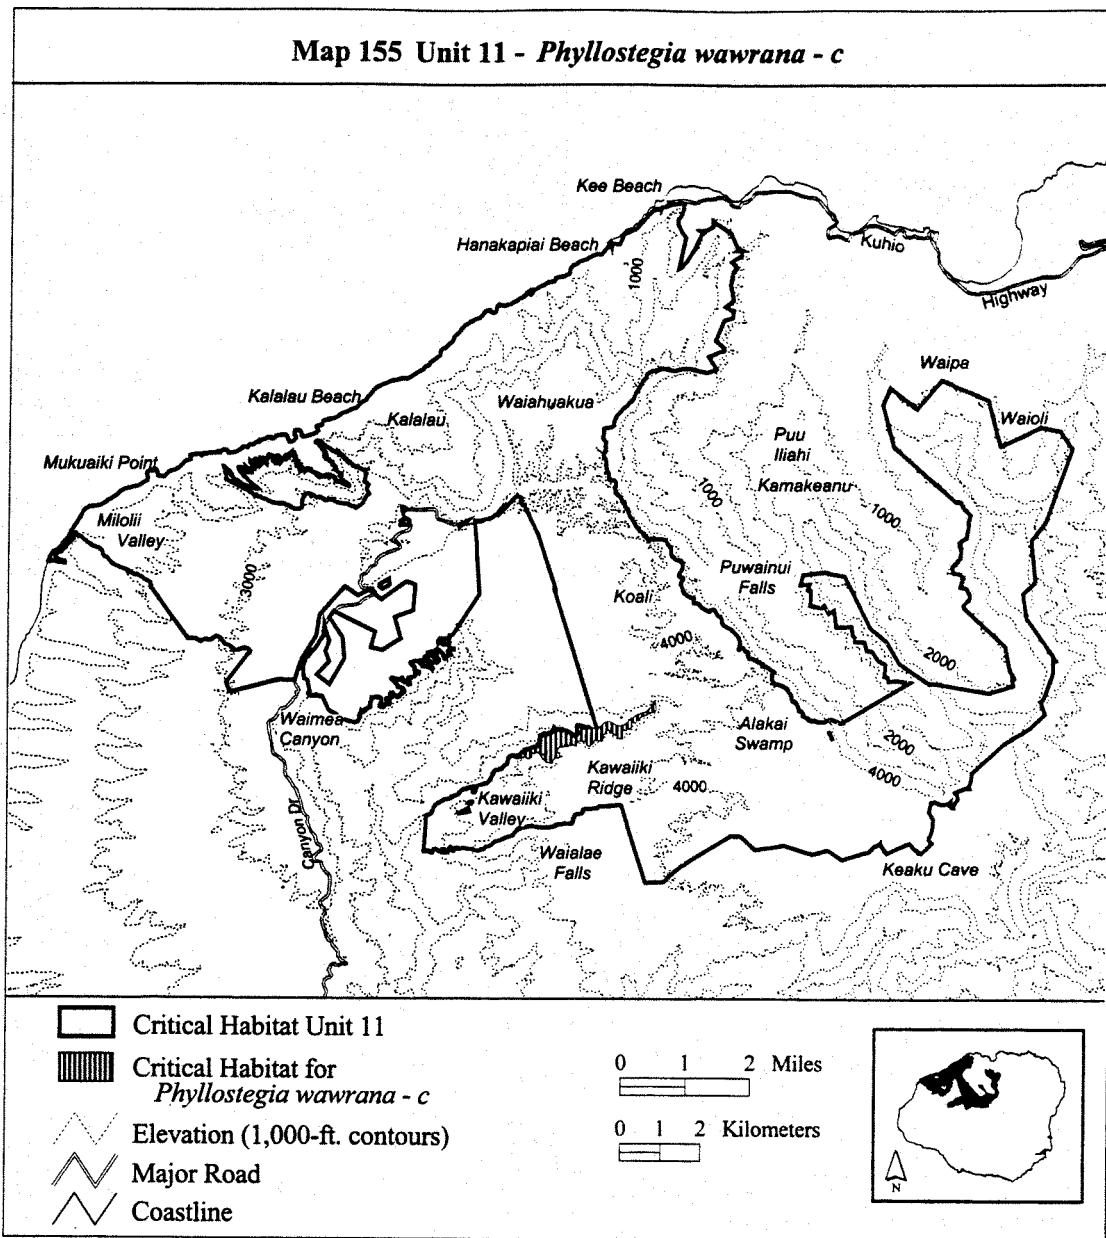 Map 155 Unit 11 - Phyllostegia wawrana - c
Kee Beach
Hanakapiai Beach
Kuhio
Highway
1000
Waipa
Kalalau Beach
Kalalau
Waiahuakua
Waioli
Puu
Iliahi
Mukuaiki Point
Kamakeanu
1000
1000
Milolii
Valley
3000
Puwainui
Falls
Koali
4000
2000
Waimea
Canyon
Alakai
Swamp
2000
Kawaiiki
Ridge
4000
4000
Kawaiiki
Valley
Canyon Dr.
Waialae
Falls
Keaku Cave
Critical Habitat Unit 11
Critical Habitat for
Phyllostegia wawrana - c
Elevation (1,000-ft. contours)
Major Road
Coastline
0 1 2 Miles
0 1 2 Kilometers
N